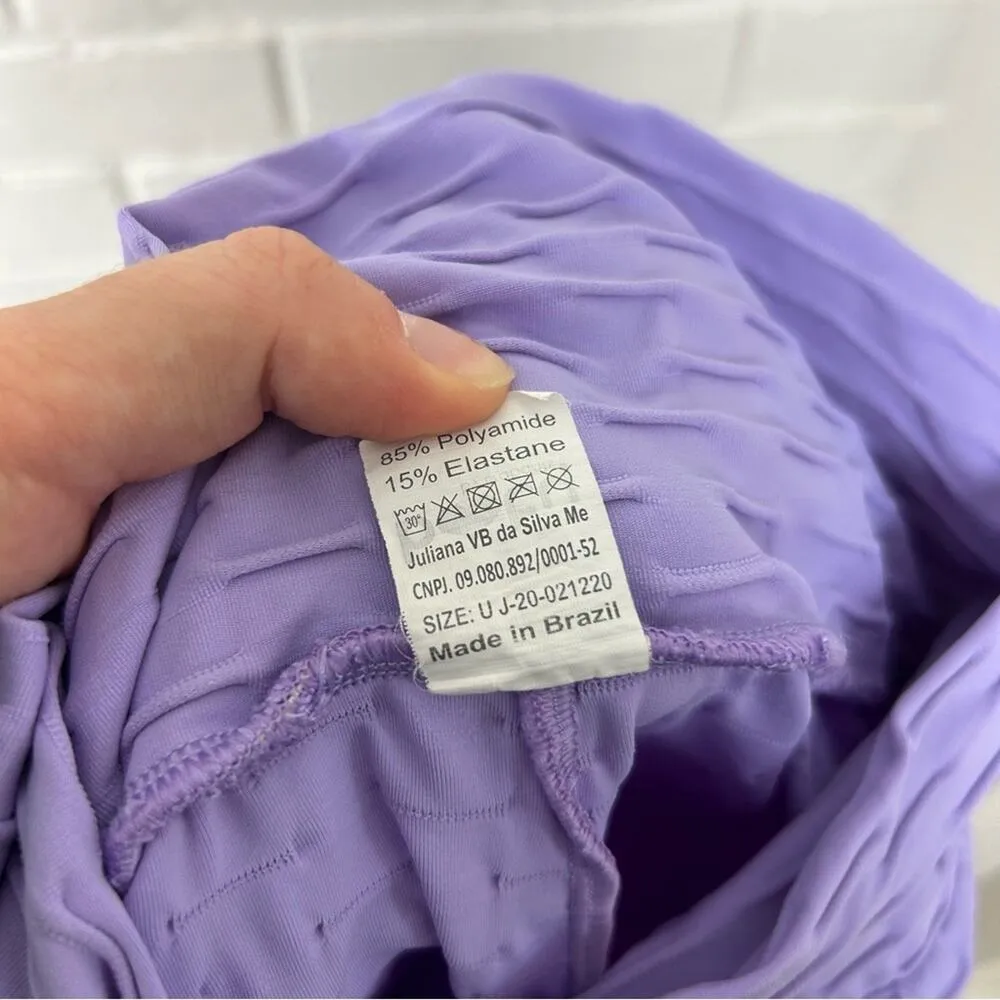 85% Polyamide
15% Elastane
30°
Juliana VB da Silva Me
CNPJ. 09.080.892/0001-52
SIZE: U J-20-021220
Made in Brazil